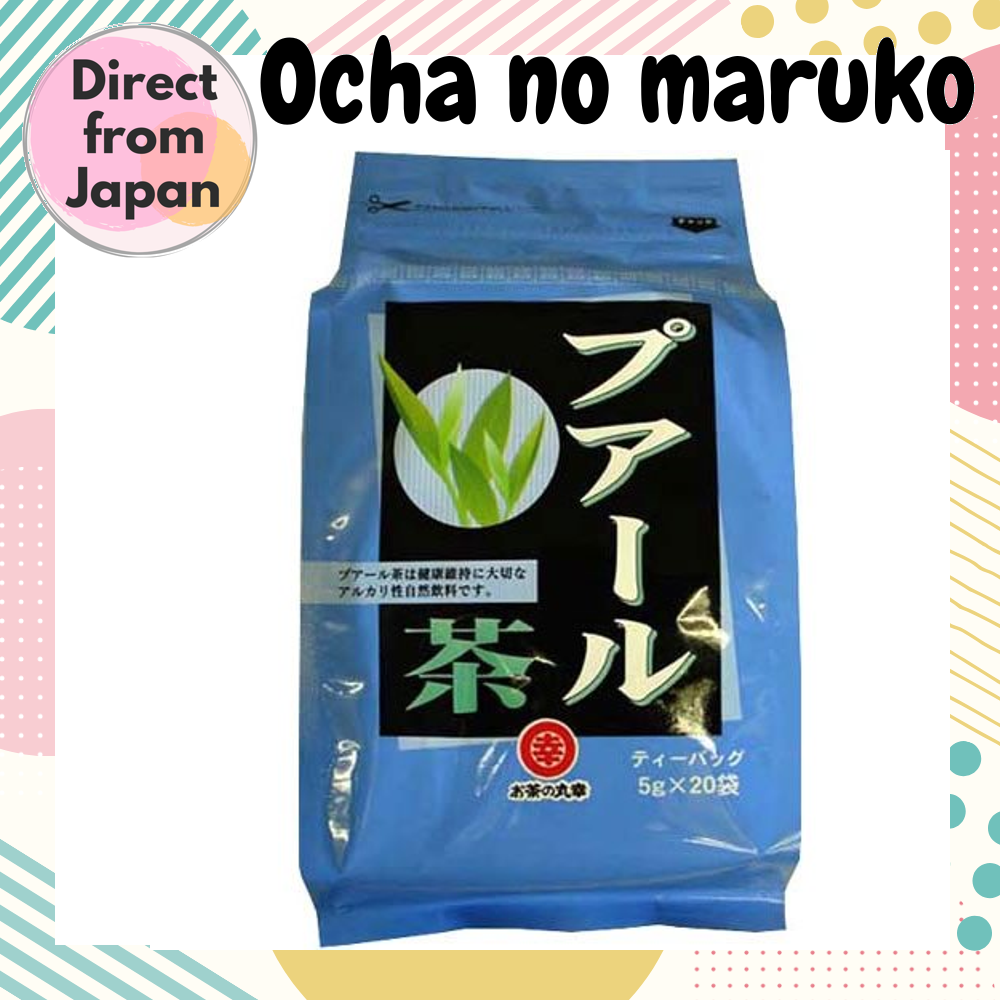 Direct
from
Japan
Ocha no maruko
プアール
茶
プアール茶は健康維持に大切な
アルカリ性自然飲料です。
幸
お茶の丸幸
ティーバッグ
5g×20袋